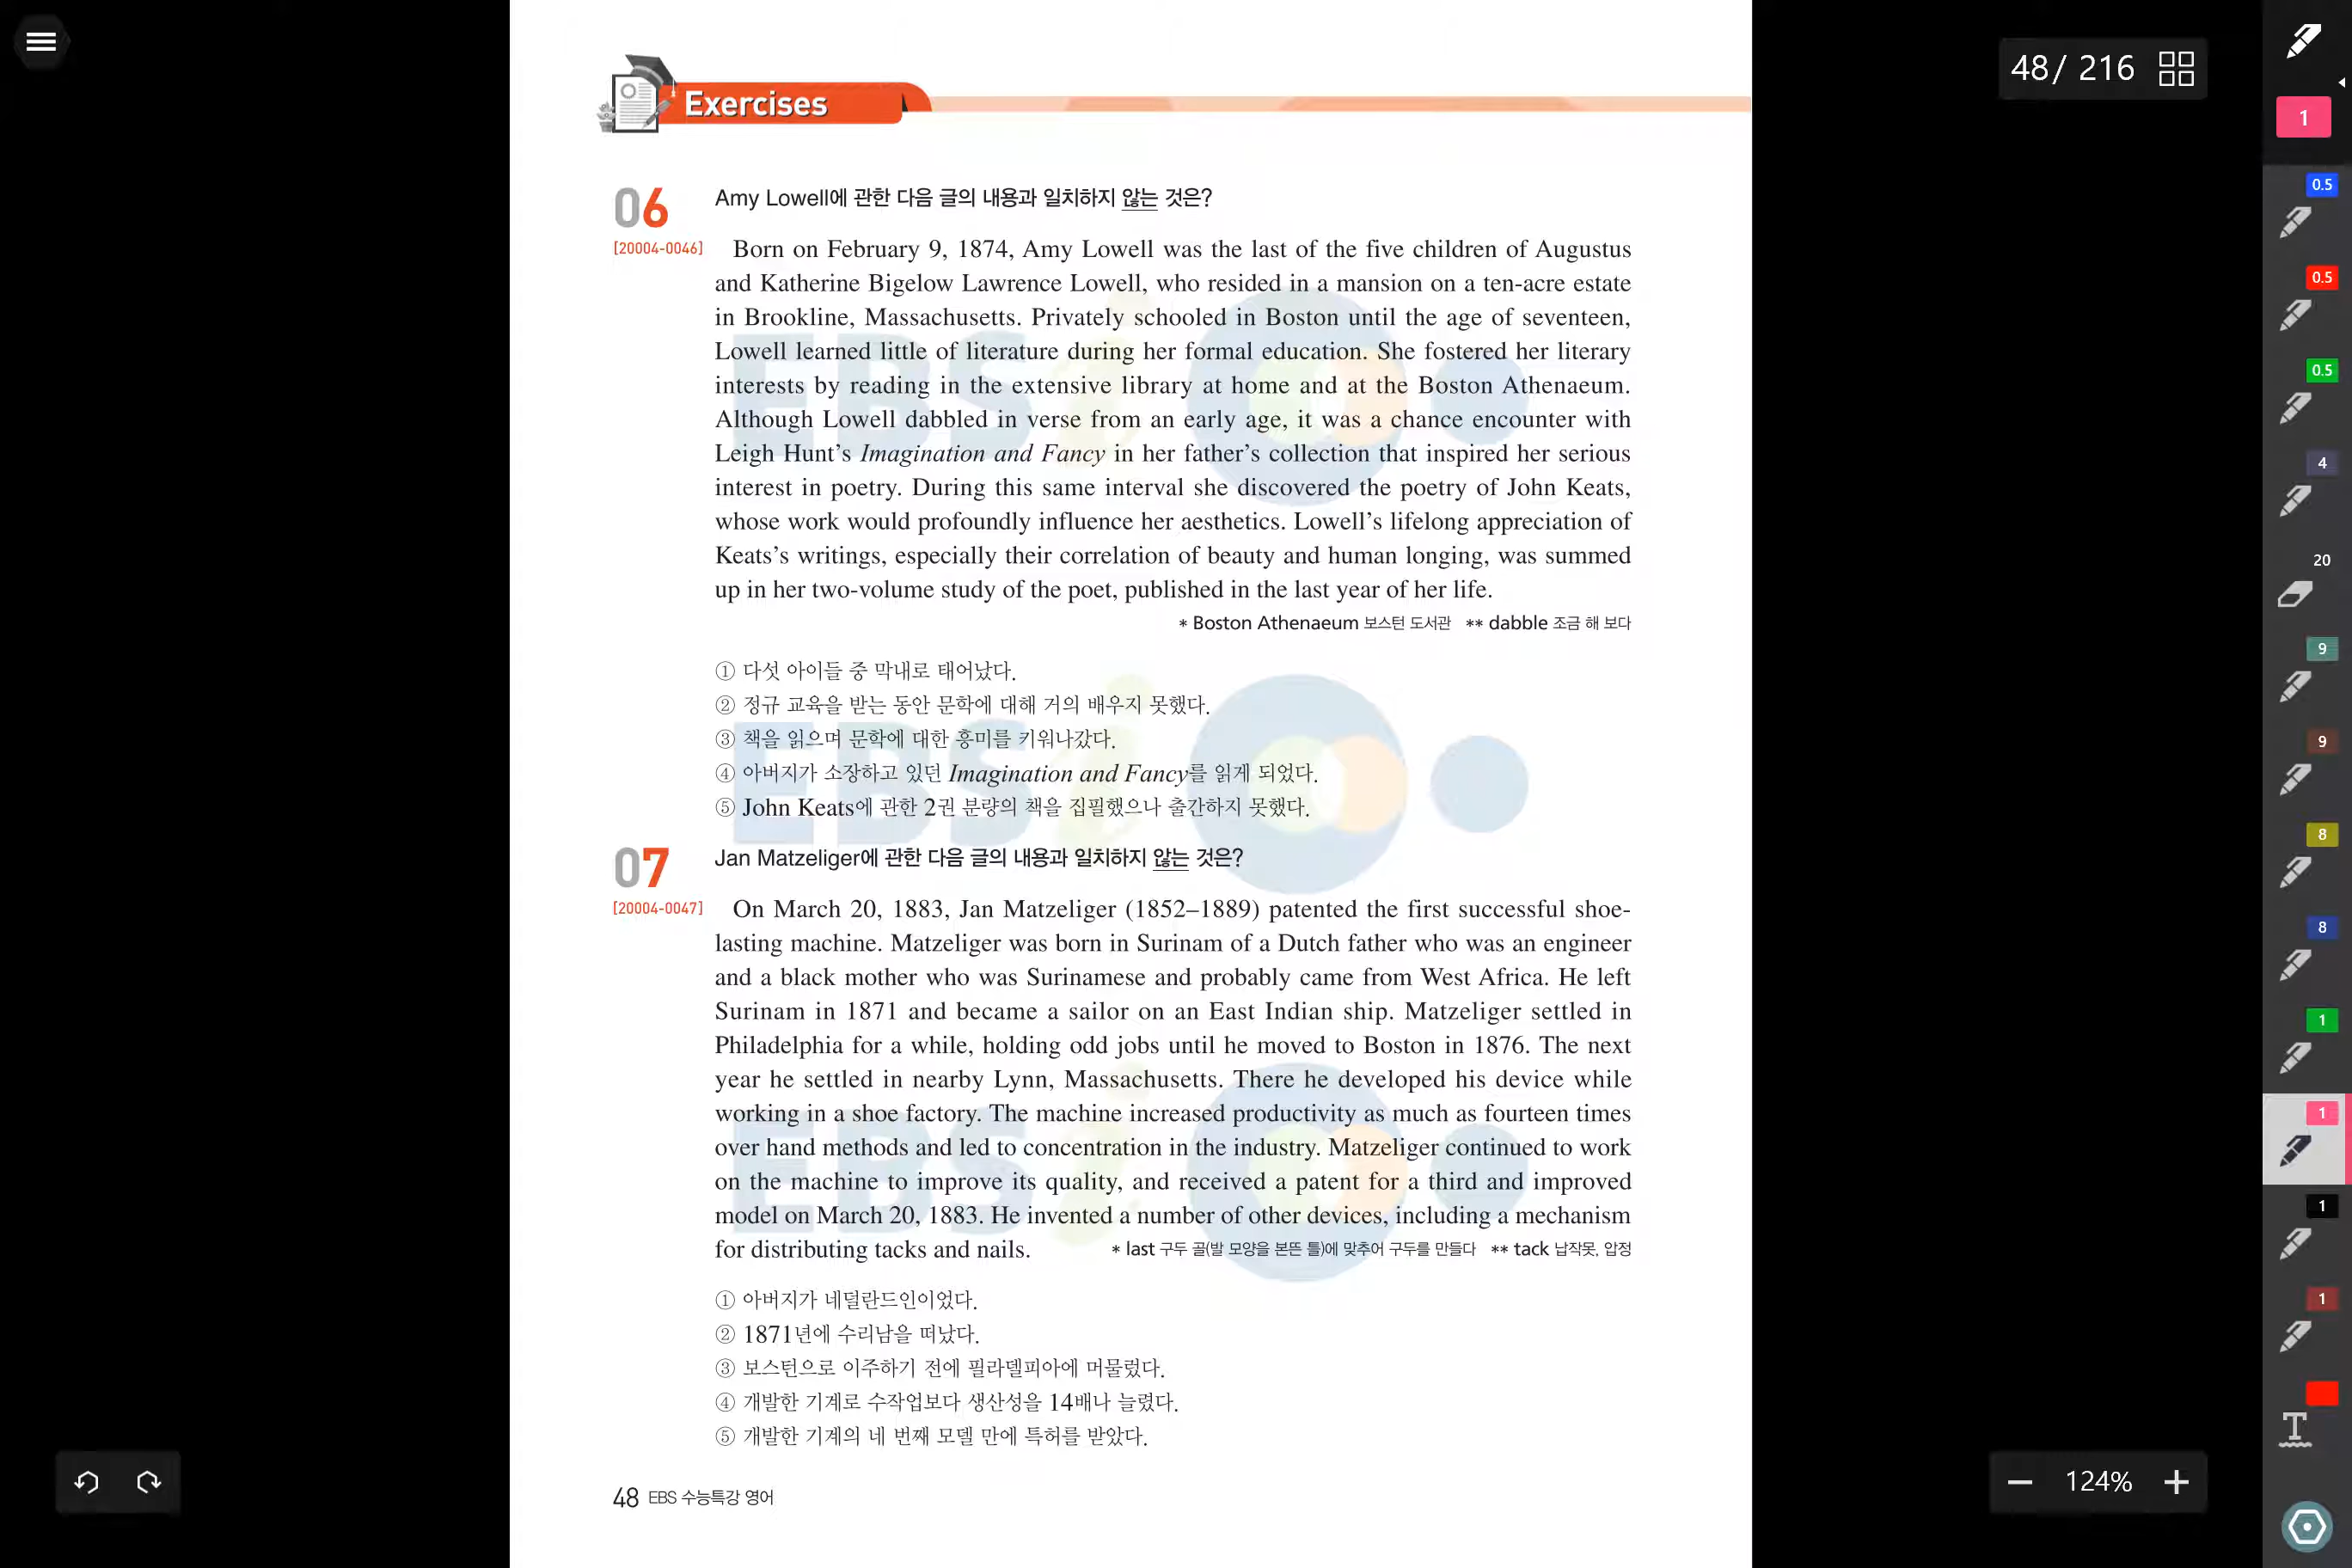 48/ 216
Exercises
06
[20004-0046]
Amy Lowell에 관한 다음 글의 내용과 일치하지 않는 것은?
Born on February 9, 1874, Amy Lowell was the last of the five children of Augustus
and Katherine Bigelow Lawrence Lowell, who resided in a mansion on a ten-acre estate
in Brookline, Massachusetts. Privately schooled in Boston until the age of seventeen,
Lowell learned little of literature during her formal education. She fostered her literary
interests by reading in the extensive library at home and at the Boston Athenaeum.
Although Lowell dabbled in verse from an early age, it was a chance encounter with
Leigh Hunt's Imagination and Fancy in her father's collection that inspired her serious
interest in poetry. During this same interval she discovered the poetry of John Keats,
whose work would profoundly influence her aesthetics. Lowell's lifelong appreciation of
Keats's writings, especially their correlation of beauty and human longing, was summed
up in her two-volume study of the poet, published in the last year of her life.
* Boston Athenaeum 보스턴 도서관 ** dabble 조금 해 보다
① 다섯 아이들 중 막내로 태어났다.
② 정규 교육을 받는 동안 문학에 대해 거의 배우지 못했다.
③ 책을 읽으며 문학에 대한 흥미를 키워나갔다.
④ 아버지가 소장하고 있던 Imagination and Fancy를 읽게 되었다.
⑤ John Keats에 관한 2권 분량의 책을 집필했으나 출간하지 못했다.
07
[20004-0047]
Jan Matzeliger에 관한 다음 글의 내용과 일치하지 않는 것은?
On March 20, 1883, Jan Matzeliger (1852–1889) patented the first successful shoe-
lasting machine. Matzeliger was born in Surinam of a Dutch father who was an engineer
and a black mother who was Surinamese and probably came from West Africa. He left
Surinam in 1871 and became a sailor on an East Indian ship. Matzeliger settled in
Philadelphia for a while, holding odd jobs until he moved to Boston in 1876. The next
year he settled in nearby Lynn, Massachusetts. There he developed his device while
working in a shoe factory. The machine increased productivity as much as fourteen times
over hand methods and led to concentration in the industry. Matzeliger continued to work
on the machine to improve its quality, and received a patent for a third and improved
model on March 20, 1883. He invented a number of other devices, including a mechanism
for distributing tacks and nails.
* last 구두 골(발 모양을 본뜬 틀)에 맞추어 구두를 만들다 ** tack 납작못, 압정
① 아버지가 네덜란드인이었다.
② 1871년에 수리남을 떠났다.
③ 보스턴으로 이주하기 전에 필라델피아에 머물렀다.
④ 개발한 기계로 수작업보다 생산성을 14배나 늘렸다.
⑤ 개발한 기계의 네 번째 모델 만에 특허를 받았다.
48 EBS 수능특강 영어
EBSi
EBSi
EBSi
124%
1
0.5
0.5
0.5
4
20
9
9
8
8
1
1
1
1
T